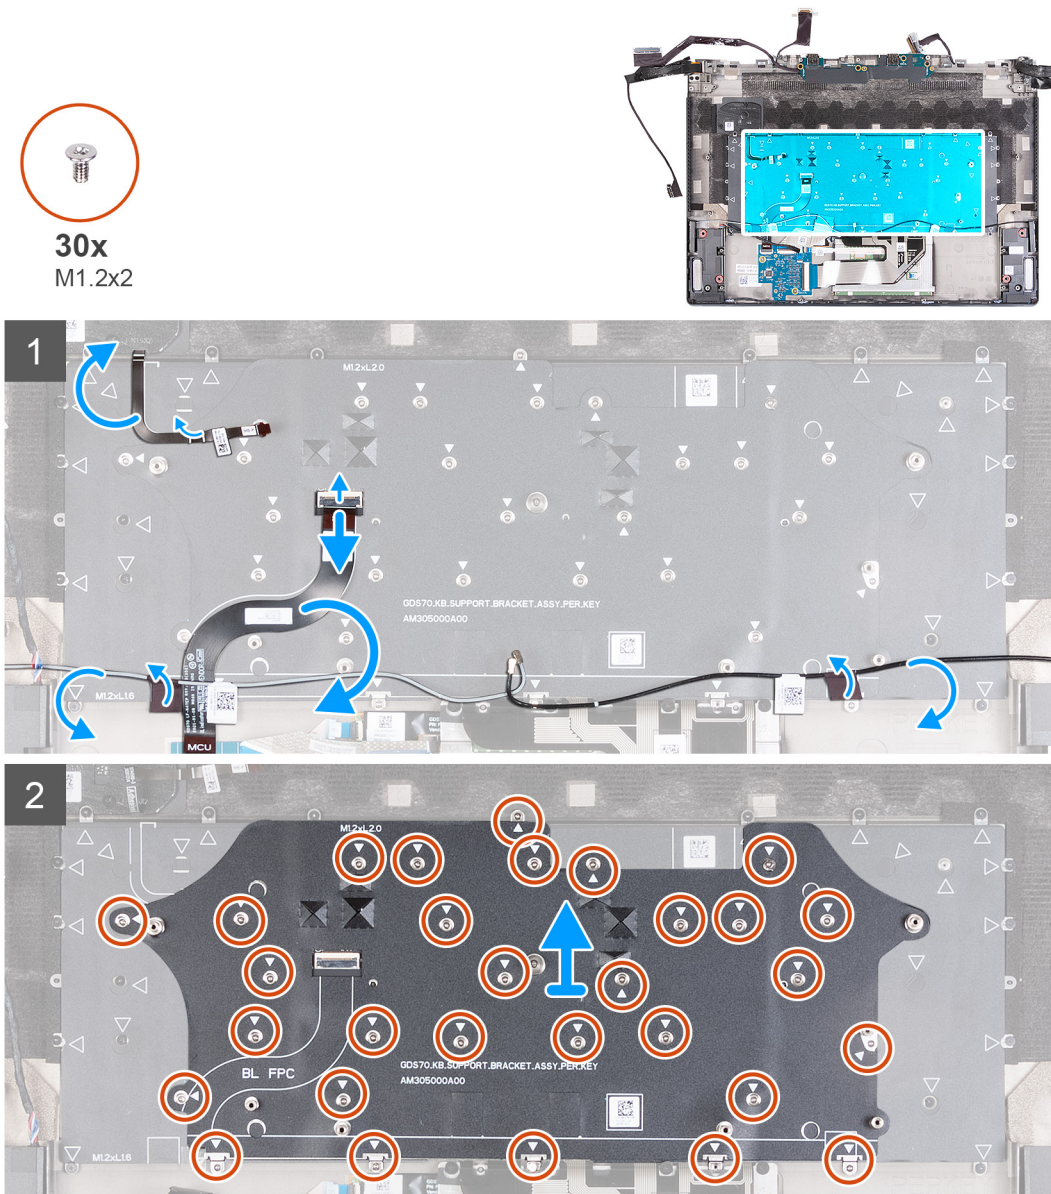 30x
M1.2x2
1
M1.2xL2.0
GDS70.KB.SUPPORT.BRACKET.ASSY.PER.KEY
AM305000A00
M1.2xL1.6
MCU
2
M1.2xL2.0
GDS70.KB.SUPPORT.BRACKET.ASSY.PER.KEY
AM305000A00
BL FPC
M1.2xL1.6